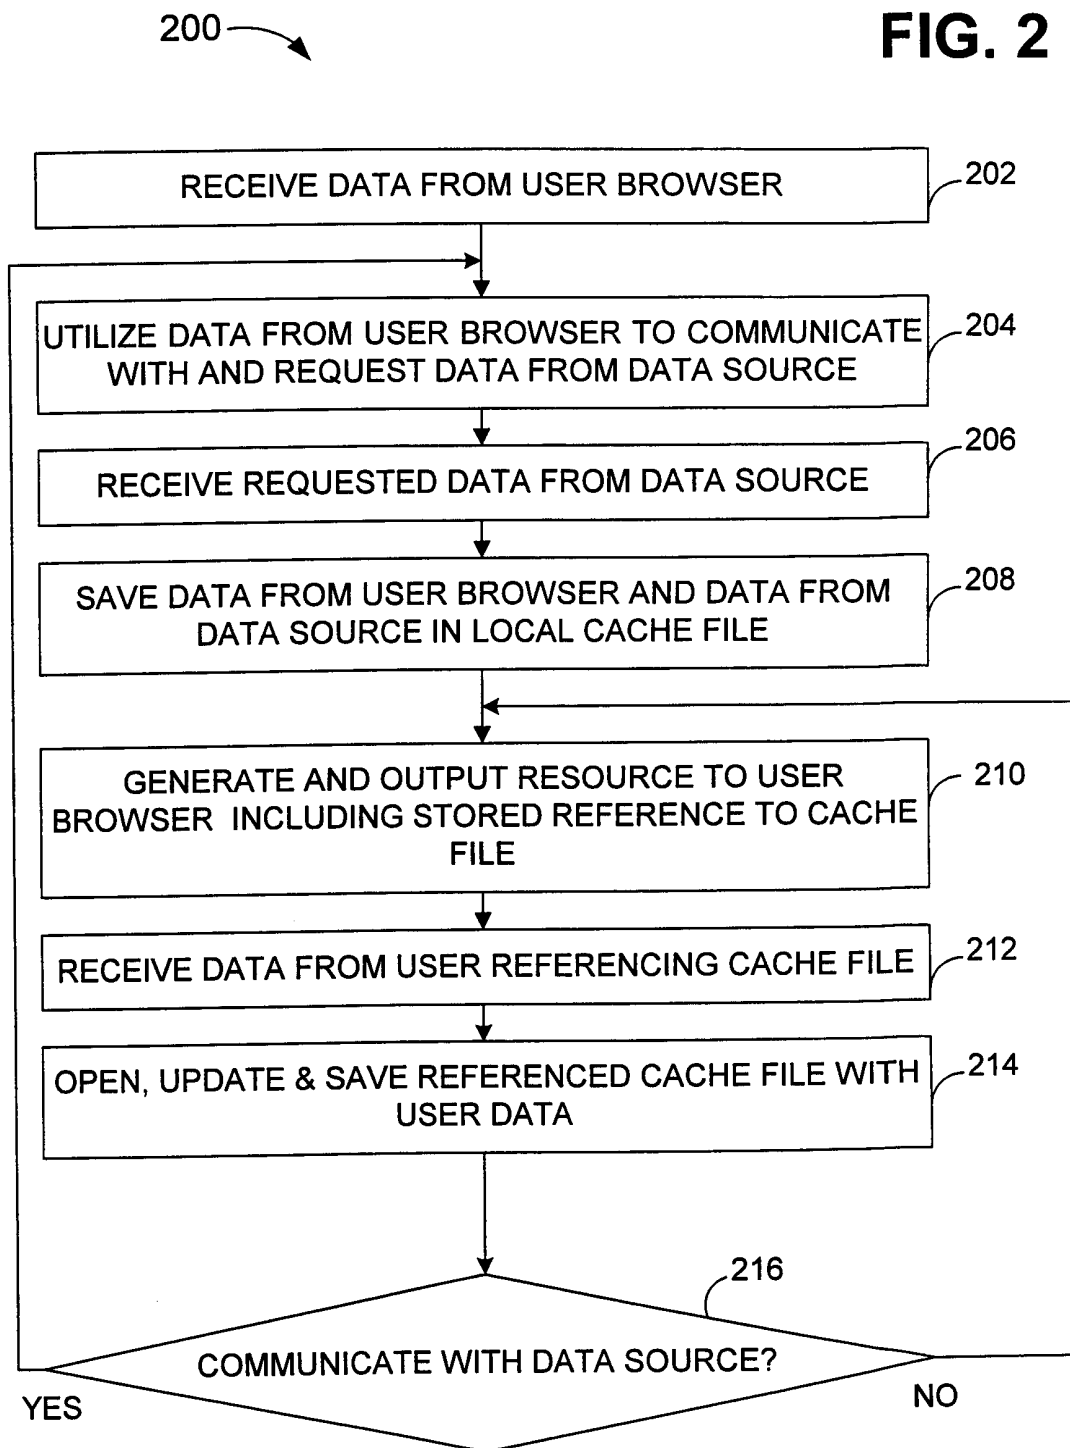 200
FIG. 2
RECEIVE DATA FROM USER BROWSER
202
UTILIZE DATA FROM USER BROWSER TO COMMUNICATE
WITH AND REQUEST DATA FROM DATA SOURCE
204
RECEIVE REQUESTED DATA FROM DATA SOURCE
206
SAVE DATA FROM USER BROWSER AND DATA FROM
DATA SOURCE IN LOCAL CACHE FILE
208
GENERATE AND OUTPUT RESOURCE TO USER
BROWSER INCLUDING STORED REFERENCE TO CACHE
FILE
210
RECEIVE DATA FROM USER REFERENCING CACHE FILE
212
OPEN, UPDATE & SAVE REFERENCED CACHE FILE WITH
USER DATA
214
216
COMMUNICATE WITH DATA SOURCE?
YES
NO